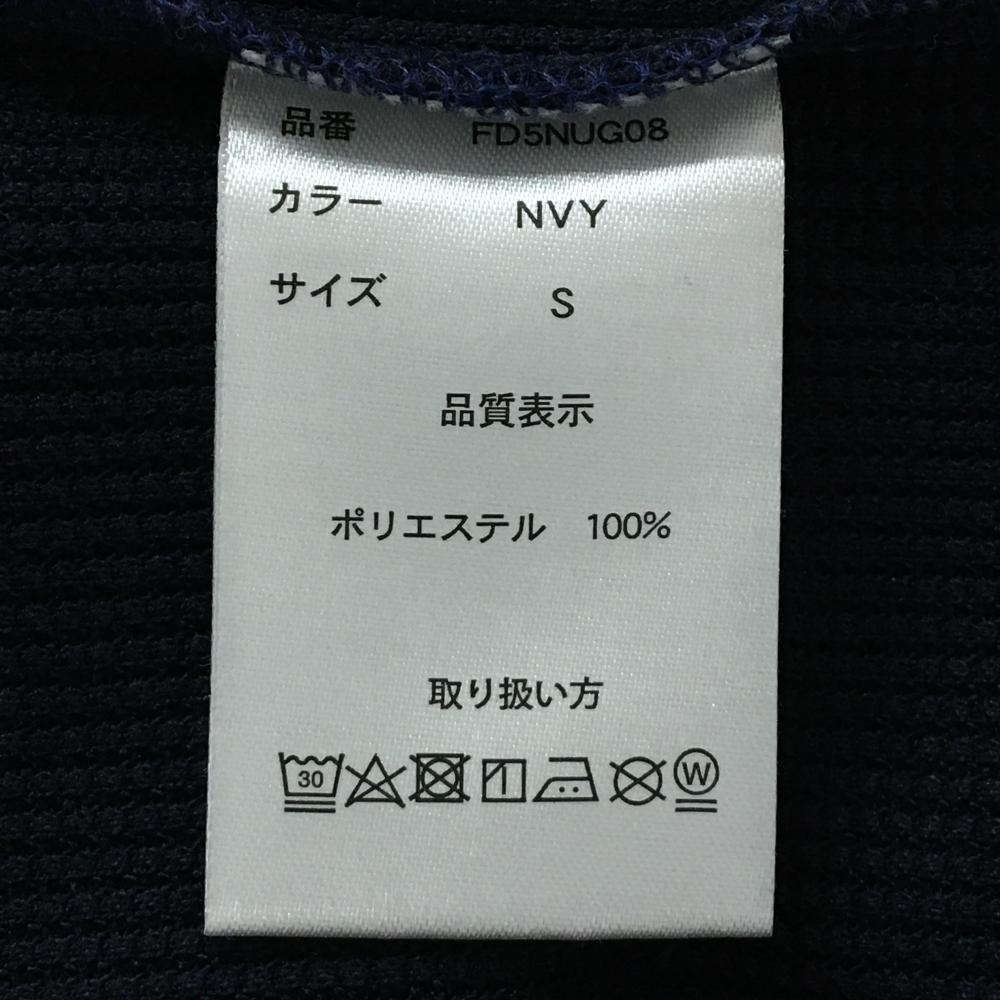 品番 FD5NUG08
カラー NVY
サイズ S
品質表示
ポリエステル 100%
取り扱い方
30 W